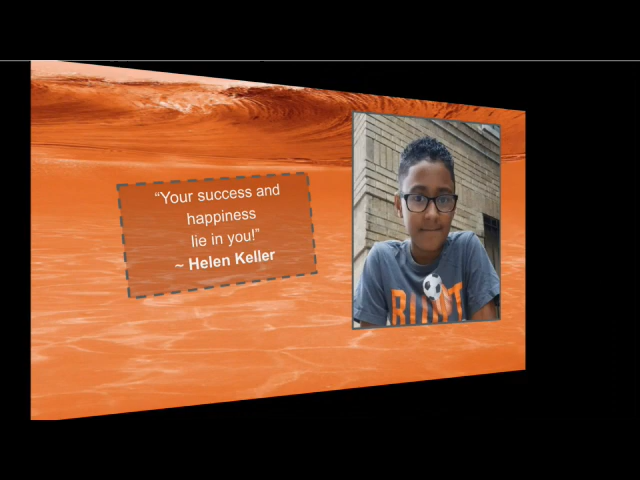 “Your success and
happiness
lie in you!”
~ Helen Keller